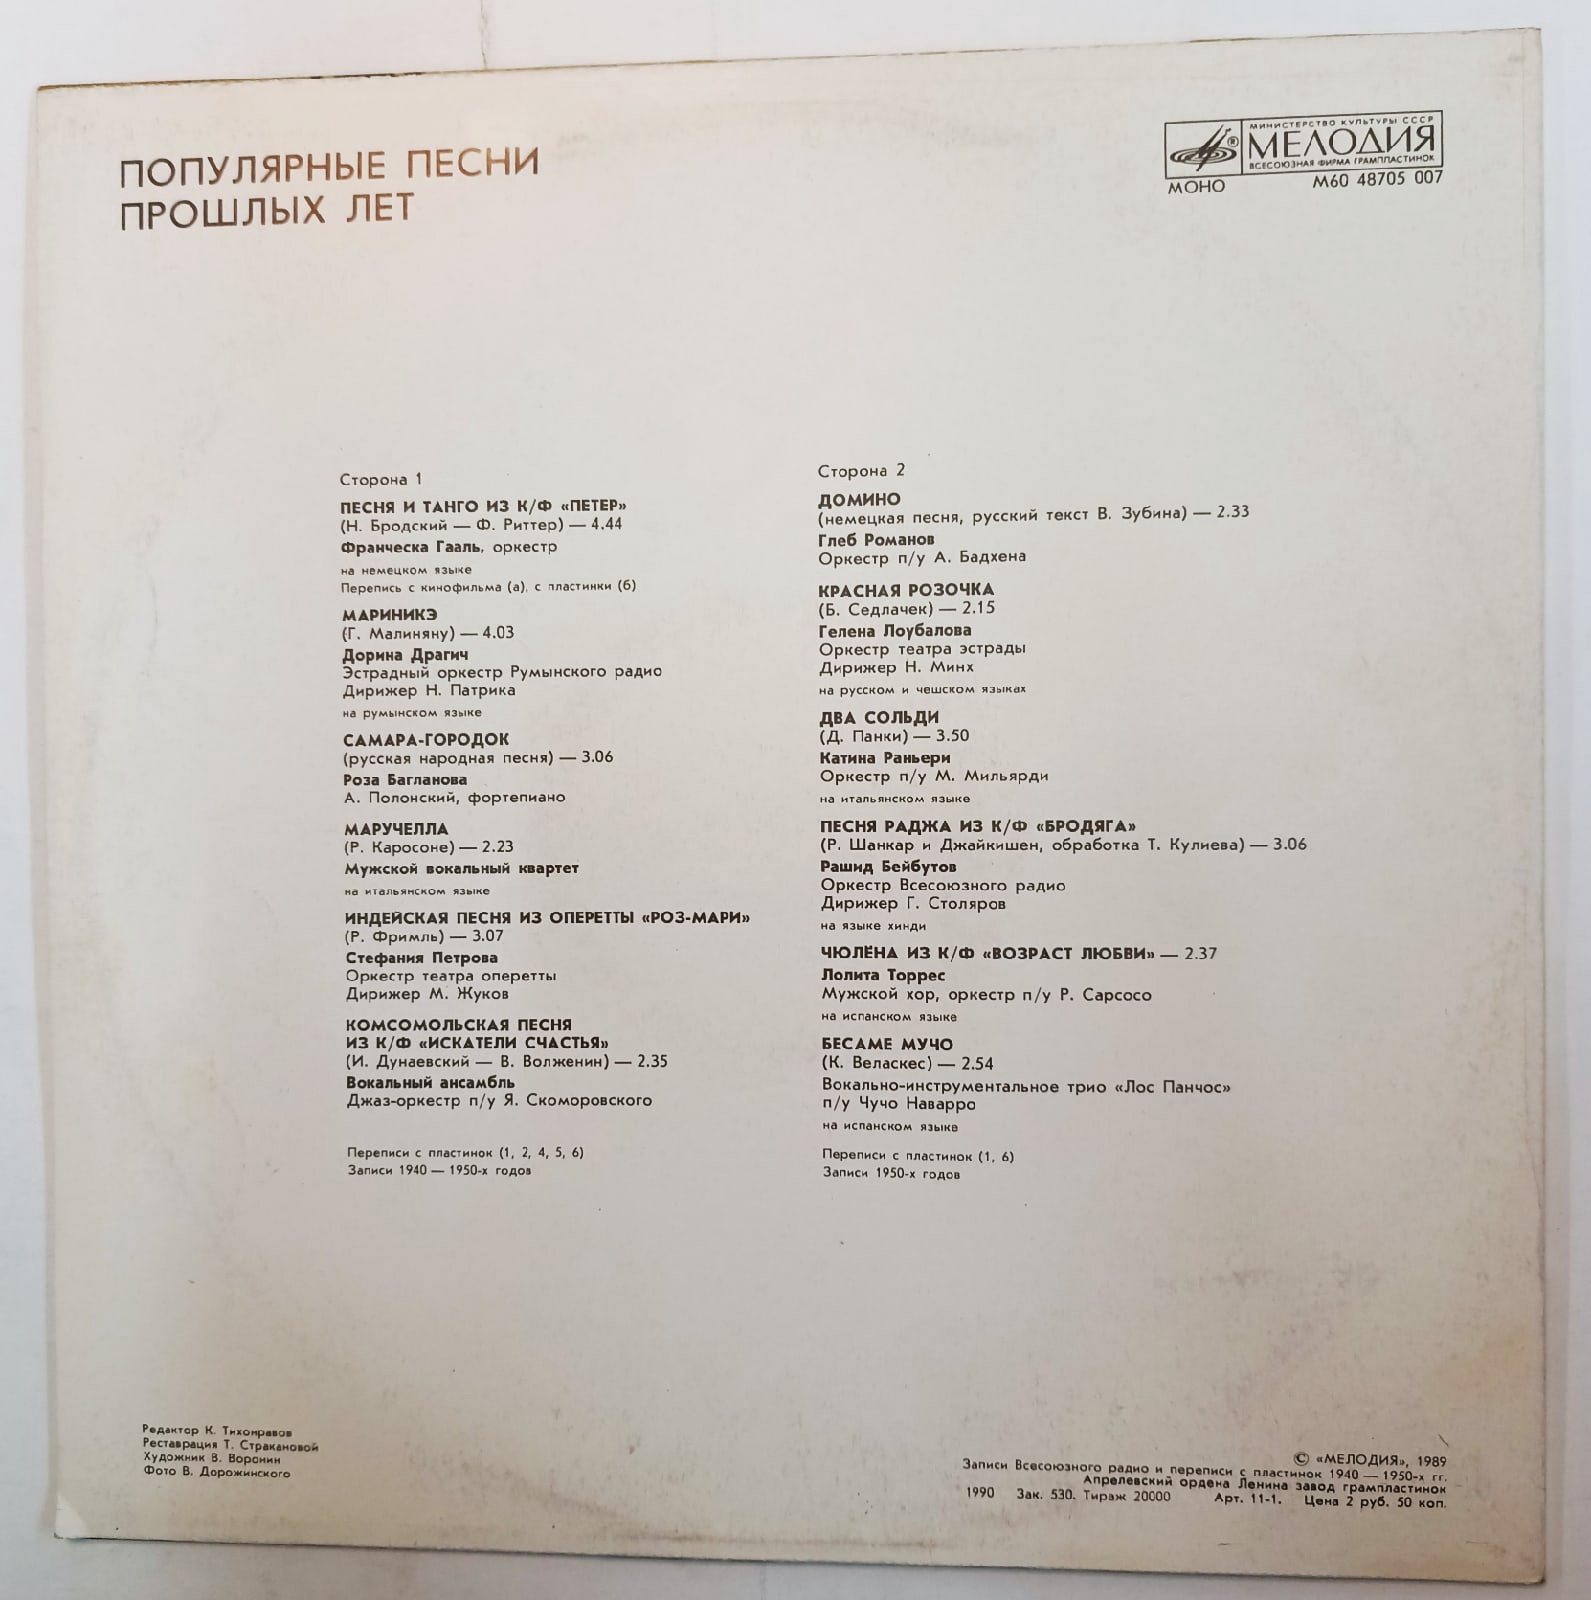 ПОПУЛЯРНЫЕ ПЕСНИ
ПРОШЛЫХ ЛЕТ
МИНИСТЕРСТВО КУЛЬТУРЫ СССР
МЕЛОДИЯ
ВСЕСОЮЗНАЯ ФИРМА ГРАМПЛАСТИНОК
МОНО М60 48705 007
Сторона 1
ПЕСНЯ И ТАНГО ИЗ К/Ф «ПЕТЕР»
(Н. Бродский — Ф. Риттер) — 4.44
Франческа Гааль, оркестр
на немецком языке
Перепись с кинофильма (а), с пластинки (б)
МАРИНИКЭ
(Г. Малиняну) — 4.03
Дорина Драгич
Эстрадный оркестр Румынского радио
Дирижер Н. Патрика
на румынском языке
САМАРА-ГОРОДОК
(русская народная песня) — 3.06
Роза Багланова
А. Полонский, фортепиано
МАРУЧЕЛЛА
(Р. Каросоне) — 2.23
Мужской вокальный квартет
на итальянском языке
ИНДЕЙСКАЯ ПЕСНЯ ИЗ ОПЕРЕТТЫ «РОЗ-МАРИ»
(Р. Фримль) — 3.07
Стефания Петрова
Оркестр театра оперетты
Дирижер М. Жуков
КОМСОМОЛЬСКАЯ ПЕСНЯ
ИЗ К/Ф «ИСКАТЕЛИ СЧАСТЬЯ»
(И. Дунаевский — В. Волженин) — 2.35
Вокальный ансамбль
Джаз-оркестр п/у Я. Скоморовского
Переписи с пластинок (1, 2, 4, 5, 6)
Записи 1940 — 1950-х годов
Сторона 2
ДОМИНО
(немецкая песня, русский текст В. Зубина) — 2.33
Глеб Романов
Оркестр п/у А. Бадхена
КРАСНАЯ РОЗОЧКА
(Б. Седлачек) — 2.15
Гелена Лоубалова
Оркестр театра эстрады
Дирижер Н. Минх
на русском и чешском языках
ДВА СОЛЬДИ
(Д. Панки) — 3.50
Катина Раньери
Оркестр п/у М. Мильярди
на итальянском языке
ПЕСНЯ РАДЖА ИЗ К/Ф «БРОДЯГА»
(Р. Шанкар и Джайкишен, обработка Т. Кулиева) — 3.06
Рашид Бейбутов
Оркестр Всесоюзного радио
Дирижер Г. Столяров
на языке хинди
ЧЮЛЁНА ИЗ К/Ф «ВОЗРАСТ ЛЮБВИ» — 2.37
Лолита Торрес
Мужской хор, оркестр п/у Р. Сарсосо
на испанском языке
БЕСАМЕ МУЧО
(К. Веласкес) — 2.54
Вокально-инструментальное трио «Лос Панчос»
п/у Чучо Наварро
на испанском языке
Переписи с пластинок (1, 6)
Записи 1950-х годов
Редактор К. Тихонравов
Реставрация Т. Стракановой
Художник В. Воронин
Фото В. Дорожинского
© «МЕЛОДИЯ», 1989
Записи Всесоюзного радио и переписи с пластинок 1940 — 1950-х гг.
Апрелевский ордена Ленина завод грампластинок
1990 Зак. 530. Тираж 20000 Арт. 11-1. Цена 2 руб. 50 коп.